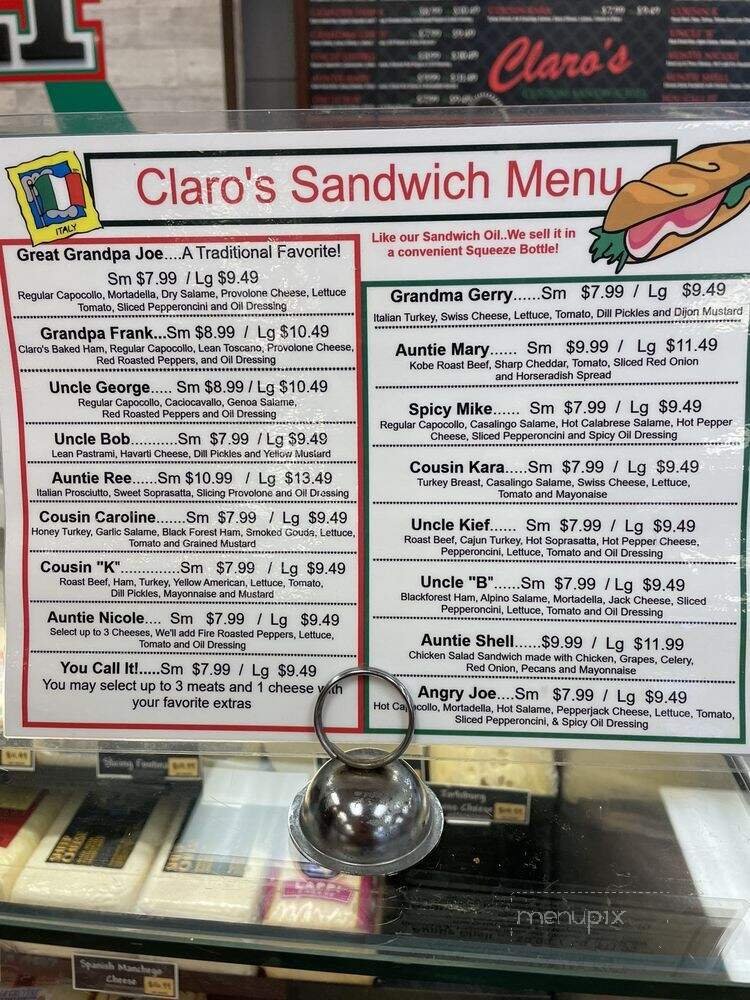 Claro's
Claro's Sandwich Menu
ITALY
Like our Sandwich Oil..We sell it in
a convenient Squeeze Bottle!
Great Grandpa Joe....A Traditional Favorite!
Sm $7.99 / Lg $9.49
Regular Capocollo, Mortadella, Dry Salame, Provolone Cheese, Lettuce
Tomato, Sliced Pepperoncini and Oil Dressing
Grandpa Frank...Sm $8.99 / Lg $10.49
Claro's Baked Ham, Regular Capocollo, Lean Toscano, Provolone Cheese,
Red Roasted Peppers, and Oil Dressing
Uncle George..... Sm $8.99 / Lg $10.49
Regular Capocollo, Caciocavallo, Genoa Salame,
Red Roasted Peppers and Oil Dressing
Uncle Bob...........Sm $7.99 / Lg $9.49
Lean Pastrami, Havarti Cheese, Dill Pickles and Yellow Mustard
Auntie Ree......Sm $10.99 / Lg $13.49
Italian Prosciutto, Sweet Soprasatta, Slicing Provolone and Oil Dressing
Cousin Caroline.......Sm $7.99 / Lg $9.49
Honey Turkey, Garlic Salame, Black Forest Ham, Smoked Gouda, Lettuce,
Tomato and Grained Mustard
Cousin "K"..............Sm $7.99 / Lg $9.49
Roast Beef, Ham, Turkey, Yellow American, Lettuce, Tomato,
Dill Pickles, Mayonnaise and Mustard
Auntie Nicole.... Sm $7.99 / Lg $9.49
Select up to 3 Cheeses, We'll add Fire Roasted Peppers, Lettuce,
Tomato and Oil Dressing
You Call It!.....Sm $7.99 / Lg $9.49
You may select up to 3 meats and 1 cheese with
your favorite extras
Grandma Gerry......Sm $7.99 / Lg $9.49
Italian Turkey, Swiss Cheese, Lettuce, Tomato, Dill Pickles and Dijon Mustard
Auntie Mary...... Sm $9.99 / Lg $11.49
Kobe Roast Beef, Sharp Cheddar, Tomato, Sliced Red Onion
and Horseradish Spread
Spicy Mike...... Sm $7.99 / Lg $9.49
Regular Capocollo, Casalingo Salame, Hot Calabrese Salame, Hot Pepper
Cheese, Sliced Pepperoncini and Spicy Oil Dressing
Cousin Kara.....Sm $7.99 / Lg $9.49
Turkey Breast, Casalingo Salame, Swiss Cheese, Lettuce,
Tomato and Mayonaise
Uncle Kief...... Sm $7.99 / Lg $9.49
Roast Beef, Cajun Turkey, Hot Soprasatta, Hot Pepper Cheese,
Pepperoncini, Lettuce, Tomato and Oil Dressing
Uncle "B"......Sm $7.99 / Lg $9.49
Blackforest Ham, Alpino Salame, Mortadella, Jack Cheese, Sliced
Pepperoncini, Lettuce, Tomato and Oil Dressing
Auntie Shell......$9.99 / Lg $11.99
Chicken Salad Sandwich made with Chicken, Grapes, Celery,
Red Onion, Pecans and Mayonnaise
Angry Joe....Sm $7.99 / Lg $9.49
Hot Capocollo, Mortadella, Hot Salame, Pepperjack Cheese, Lettuce, Tomato,
Sliced Pepperoncini, & Spicy Oil Dressing
Slicing Fontina
Spanish Manchego
Cheese
menupix